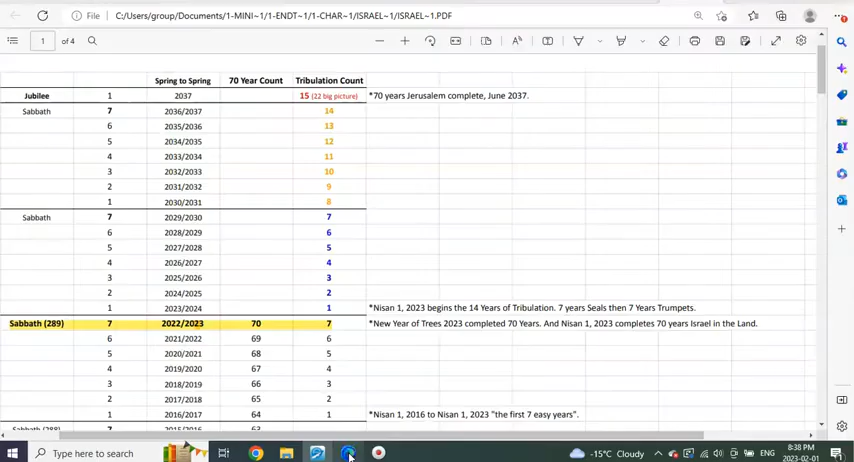 File | C:/Users/group/Documents/1-MINI~1/1-ENDT~1/1-CHAR~1/ISRAEL~1/ISRAEL~1.PDF
1 of 4
Spring to Spring 70 Year Count Tribulation Count
Jubilee 1 2037 15 (22 big picture) *70 years Jerusalem complete, June 2037.
Sabbath 7 2036/2037 14
6 2035/2036 13
5 2034/2035 12
4 2033/2034 11
3 2032/2033 10
2 2031/2032 9
1 2030/2031 8
Sabbath 7 2029/2030 7
6 2028/2029 6
5 2027/2028 5
4 2026/2027 4
3 2025/2026 3
2 2024/2025 2
1 2023/2024 1 *Nisan 1, 2023 begins the 14 Years of Tribulation. 7 years Seals then 7 Years Trumpets.
Sabbath (289) 7 2022/2023 70 7 *New Year of Trees 2023 completed 70 Years. And Nisan 1, 2023 completes 70 years Israel in the Land.
6 2021/2022 69 6
5 2020/2021 68 5
4 2019/2020 67 4
3 2018/2019 66 3
2 2017/2018 65 2
1 2016/2017 64 1 *Nisan 1, 2016 to Nisan 1, 2023 "the first 7 easy years".
Sabbath (288) 7 2015/2016 63
Type here to search
-15°C Cloudy ENG 8:38 PM
2023-02-01